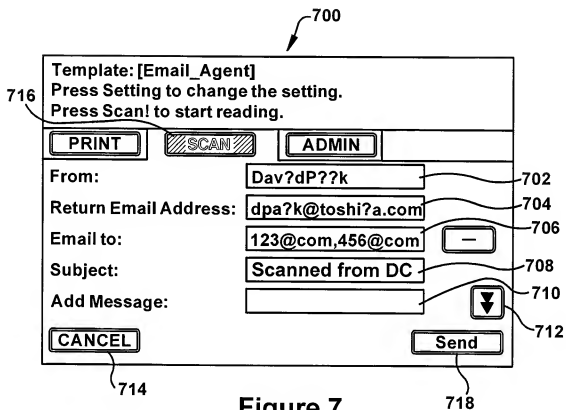 700
Template: [Email_Agent]
Press Setting to change the setting.
Press Scan! to start reading.
716
PRINT SCAN ADMIN
From: Dav?dP??k 702
Return Email Address: dpa?k@toshi?a.com 704
Email to: 123@com,456@com — 706
Subject: Scanned from DC 708
Add Message: 710
712
CANCEL Send
714 718
Figure 7